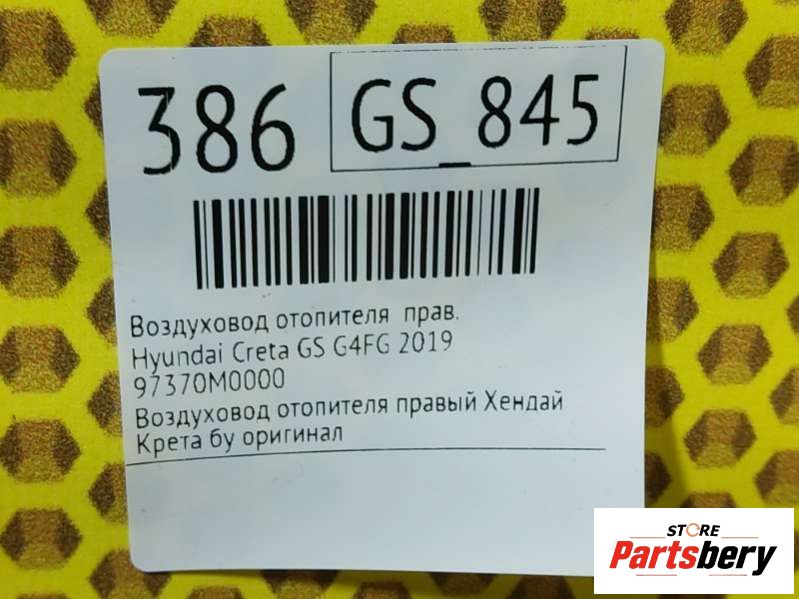 386 GS_845
Воздуховод отопителя прав.
Hyundai Creta GS G4FG 2019
97370M0000
Воздуховод отопителя правый Хендай
Крета бу оригинал
STORE
Partsbery